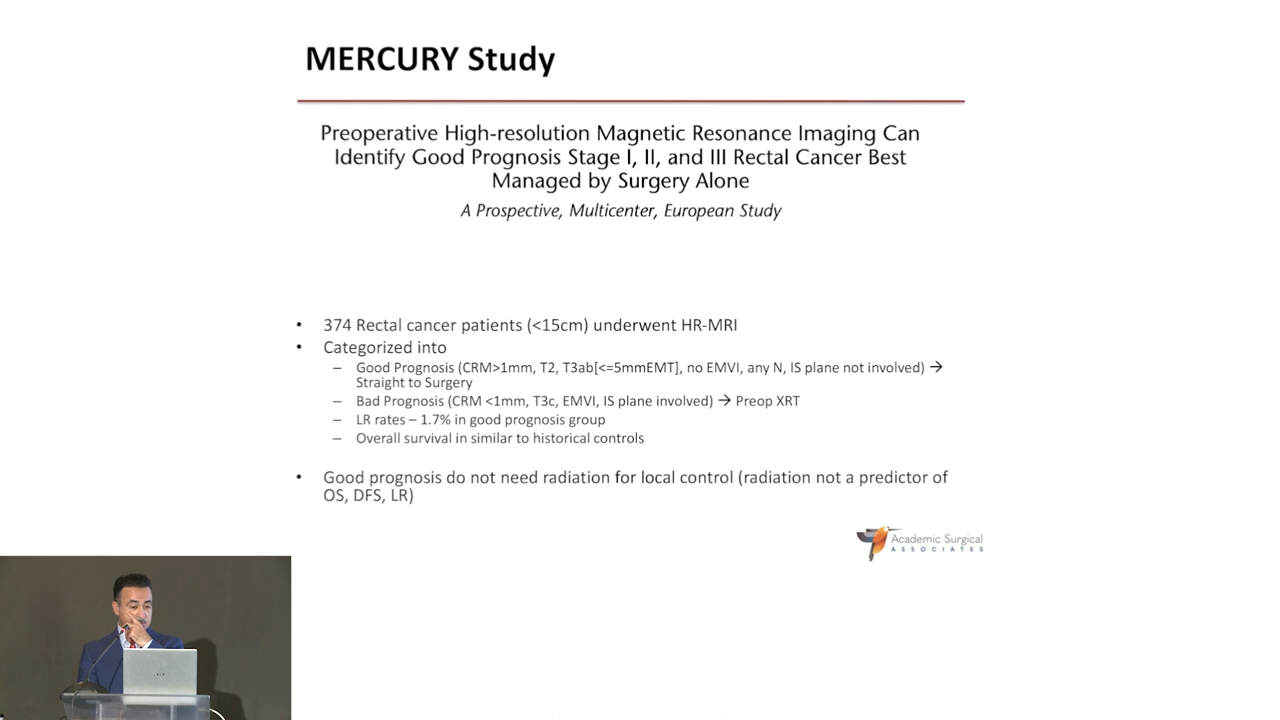 MERCURY Study
Preoperative High-resolution Magnetic Resonance Imaging Can
Identify Good Prognosis Stage I, II, and III Rectal Cancer Best
Managed by Surgery Alone
A Prospective, Multicenter, European Study
• 374 Rectal cancer patients (<15cm) underwent HR-MRI
• Categorized into
– Good Prognosis (CRM>1mm, T2, T3ab[<=5mmEMT], no EMVI, any N, IS plane not involved) →
Straight to Surgery
– Bad Prognosis (CRM <1mm, T3c, EMVI, IS plane involved) → Preop XRT
– LR rates – 1.7% in good prognosis group
– Overall survival in similar to historical controls
• Good prognosis do not need radiation for local control (radiation not a predictor of
OS, DFS, LR)
Academic Surgical
ASSOCIATES